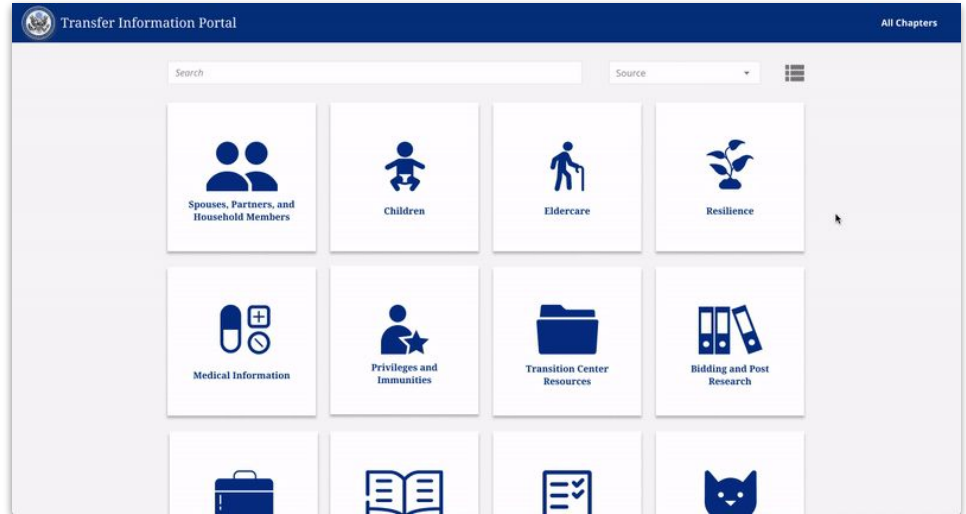 Transfer Information Portal
All Chapters
Search
Source
Spouses, Partners, and
Household Members
Children
Eldercare
Resilience
Medical Information
Privileges and
Immunities
Transition Center
Resources
Bidding and Post
Research